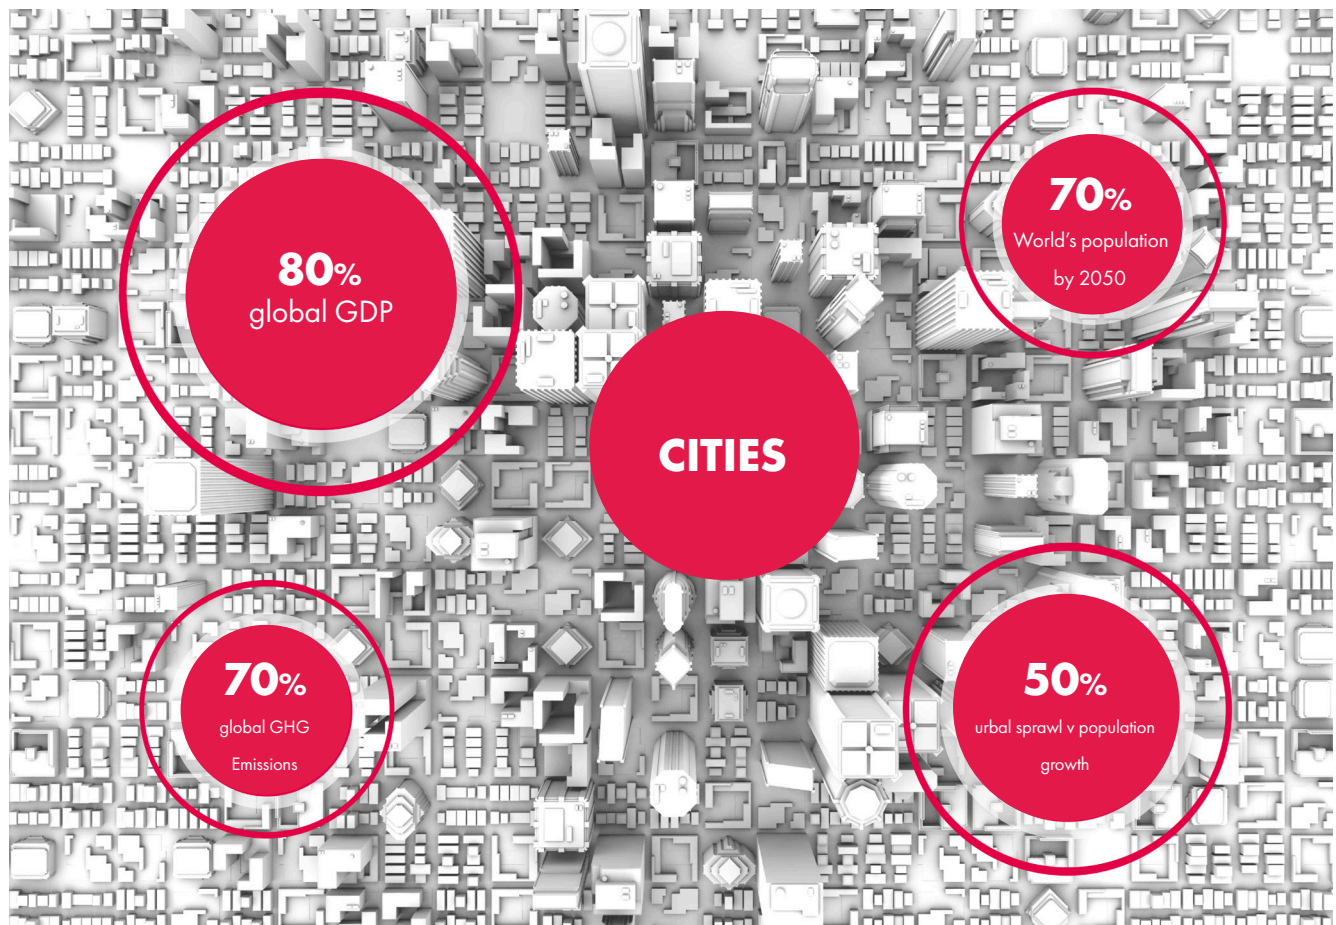 80%
global GDP
70%
World's population
by 2050
CITIES
70%
global GHG
Emissions
50%
urbal sprawl v population
growth